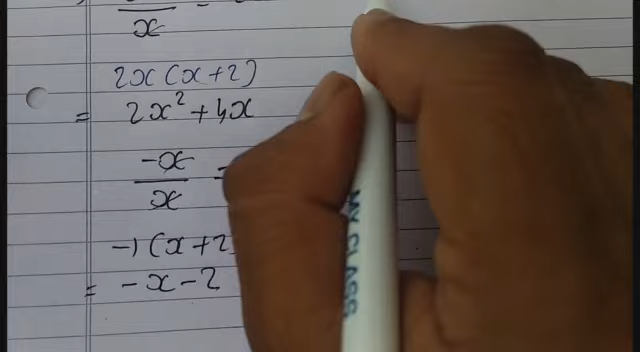 x
2x(x+2)
= 2x² + 4x
-x
x
-1(x+2
= -x-2
MY CLASS